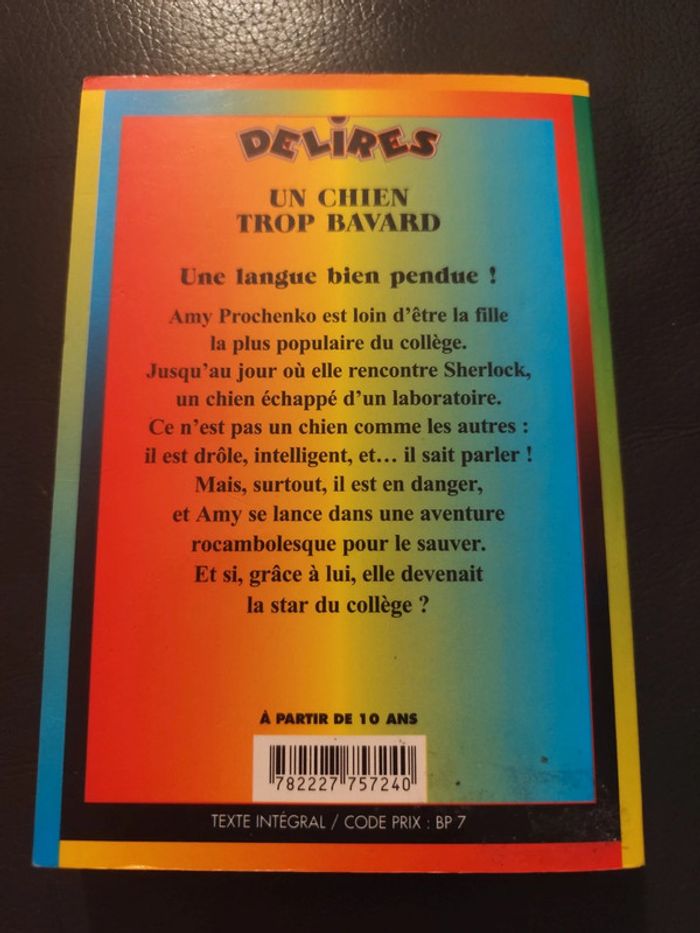 DELIRES
UN CHIEN
TROP BAVARD
Une langue bien pendue !
Amy Prochenko est loin d'être la fille
la plus populaire du collège.
Jusqu'au jour où elle rencontre Sherlock,
un chien échappé d'un laboratoire.
Ce n'est pas un chien comme les autres :
il est drôle, intelligent, et... il sait parler !
Mais, surtout, il est en danger,
et Amy se lance dans une aventure
rocambolesque pour le sauver.
Et si, grâce à lui, elle devenait
la star du collège ?
À PARTIR DE 10 ANS
782227 757240
TEXTE INTÉGRAL / CODE PRIX : BP 7